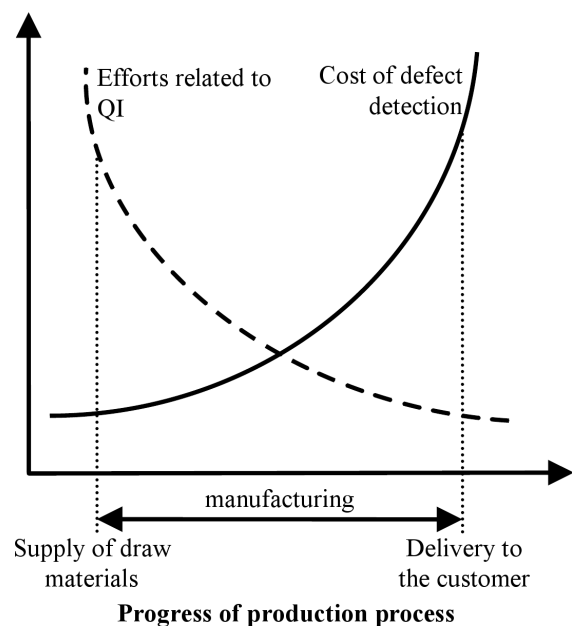 Efforts related to
QI
Cost of defect
detection
manufacturing
Supply of draw
materials
Delivery to
the customer
Progress of production process